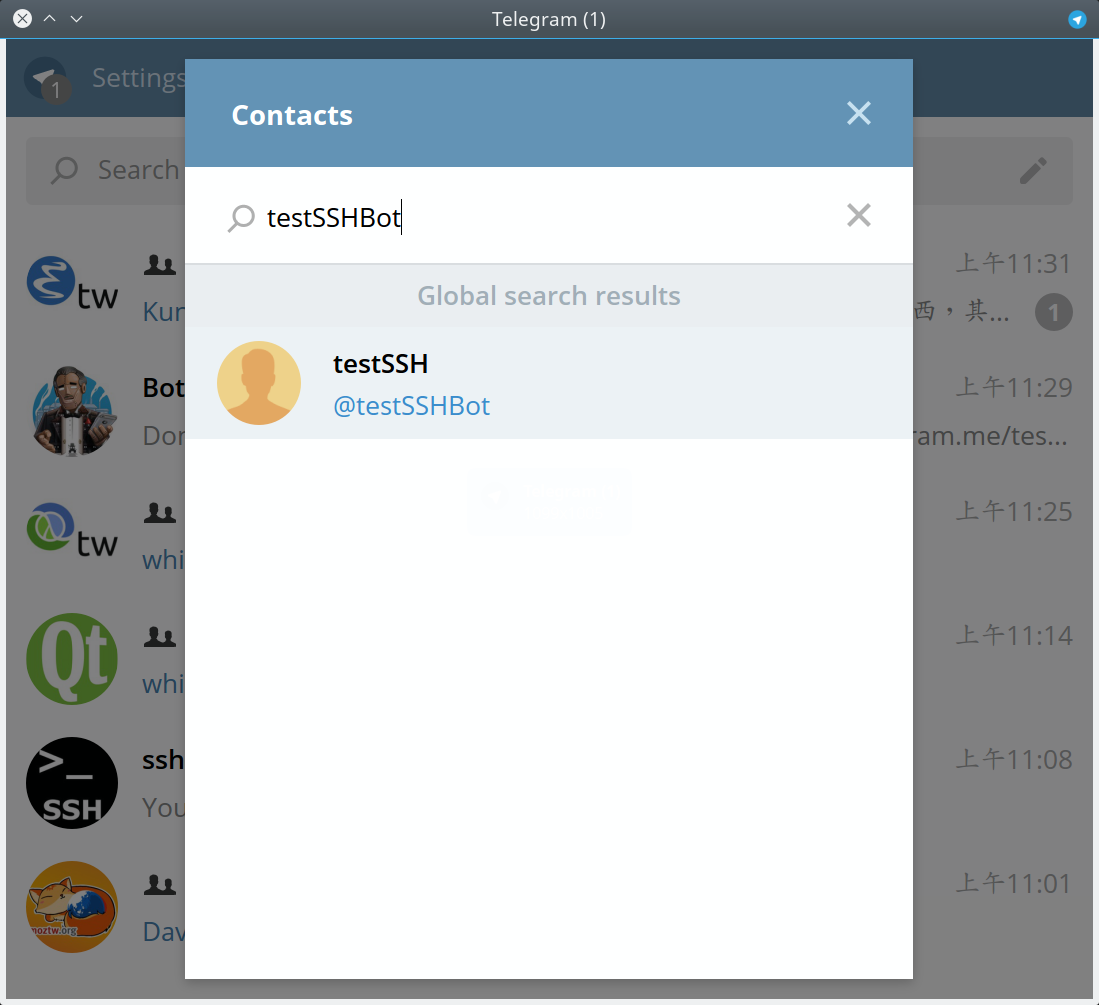 Telegram (1)
1
Settings
Contacts
Search
testSSHBot
Global search results
testSSH
@testSSHBot
tw
上午11:31
Kun
西，其...
1
Bot
上午11:29
Don
ram.me/tes...
tw
上午11:25
whi
Qt
上午11:14
whi
>_
SSH
ssh
上午11:08
You
moztw.org
上午11:01
Dav